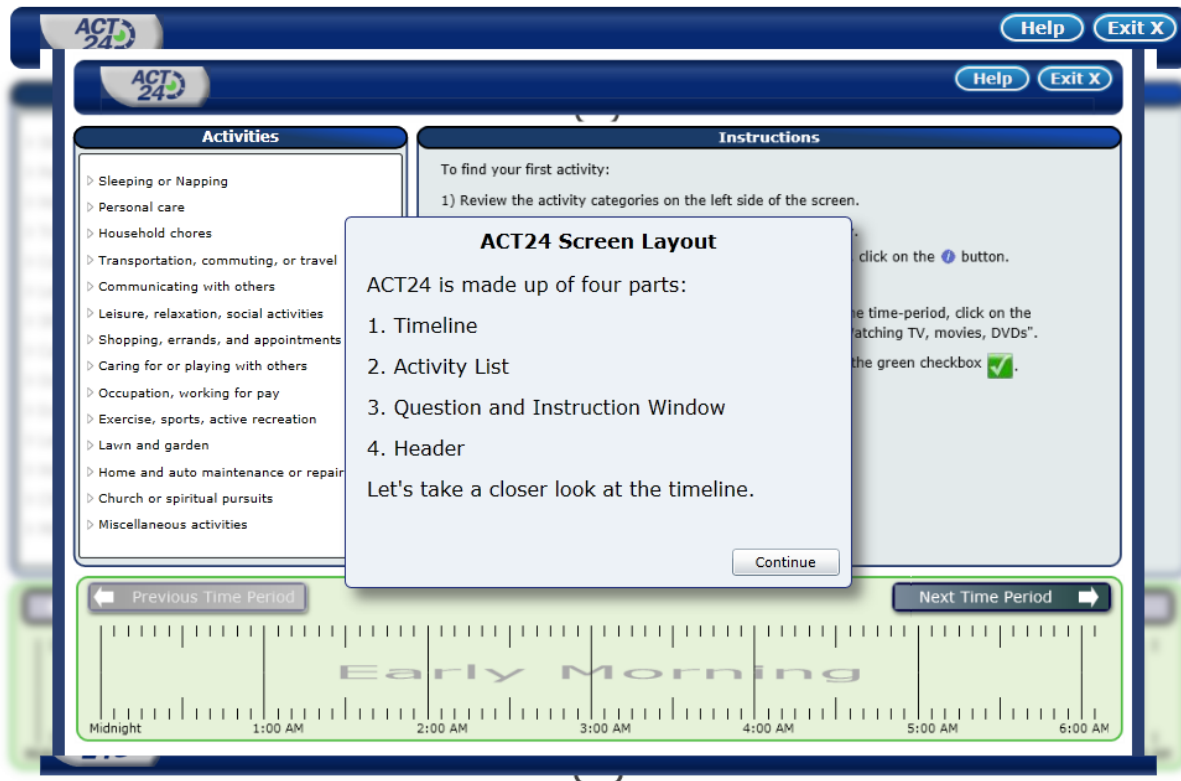 ACT
24
Help
Exit X
ACT
24
Help
Exit X
Activities
Sleeping or Napping
Personal care
Household chores
Transportation, commuting, or travel
Communicating with others
Leisure, relaxation, social activities
Shopping, errands, and appointments
Caring for or playing with others
Occupation, working for pay
Exercise, sports, active recreation
Lawn and garden
Home and auto maintenance or repair
Church or spiritual pursuits
Miscellaneous activities
Instructions
To find your first activity:
1) Review the activity categories on the left side of the screen.
click on the i button.
time-period, click on the
TV, movies, DVDs".
the green checkbox .
ACT24 Screen Layout
ACT24 is made up of four parts:
1. Timeline
2. Activity List
3. Question and Instruction Window
4. Header
Let's take a closer look at the timeline.
Continue
Previous Time Period
Next Time Period
Early Morning
Midnight
1:00 AM
2:00 AM
3:00 AM
4:00 AM
5:00 AM
6:00 AM